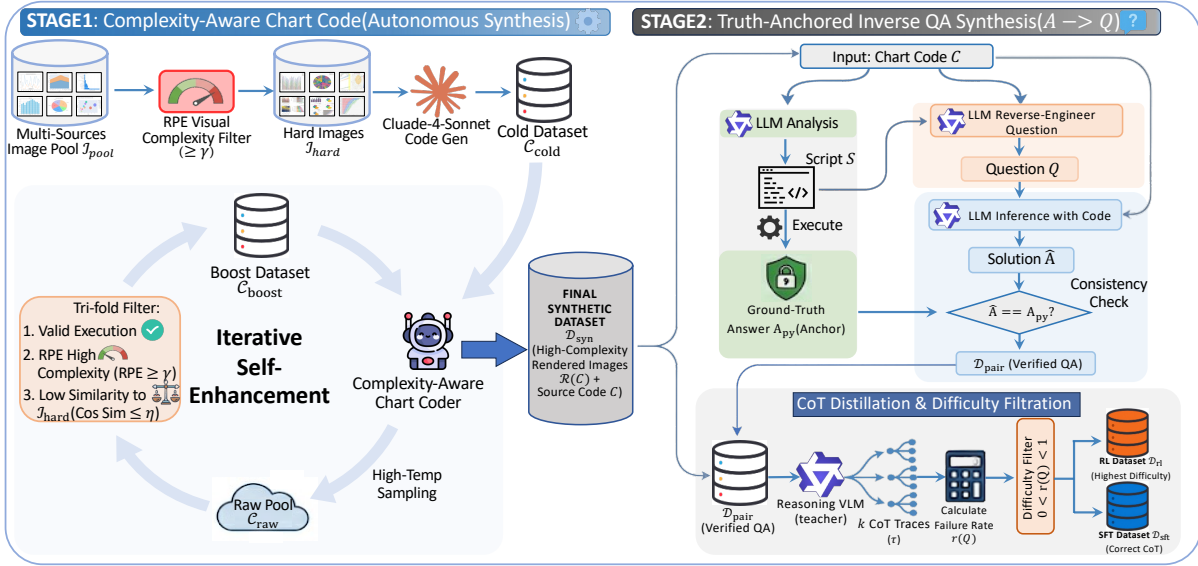 STAGE1: Complexity-Aware Chart Code(Autonomous Synthesis)
Multi-Sources
Image Pool 𝓘pool
RPE Visual
Complexity Filter
(≥ γ)
Hard Images
𝓘hard
Cluade-4-Sonnet
Code Gen
Cold Dataset
𝒞cold
Boost Dataset
𝒞boost
Tri-fold Filter:
1. Valid Execution
2. RPE High
Complexity (RPE ≥ γ)
3. Low Similarity to
𝓘hard(Cos Sim ≤ η)
Iterative
Self-
Enhancement
Complexity-Aware
Chart Coder
High-Temp
Sampling
Raw Pool
𝒞raw
FINAL
SYNTHETIC
DATASET
𝒟syn
(High-Complexity
Rendered Images
ℛ(C) +
Source Code C)
STAGE2: Truth-Anchored Inverse QA Synthesis(A −> Q)
?
Input: Chart Code C
LLM Analysis
Script S
</>
Execute
Ground-Truth
Answer Apy(Anchor)
LLM Reverse-Engineer
Question
Question Q
LLM Inference with Code
Solution Â
Consistency
Check
Â == Apy?
𝒟pair (Verified QA)
CoT Distillation & Difficulty Filtration
𝒟pair
(Verified QA)
Reasoning VLM
(teacher)
k CoT Traces
(τ)
Calculate
Failure Rate
r(Q)
Difficulty Filter
0 < r(Q) < 1
RL Dataset 𝒟rl
(Highest Difficulty)
SFT Dataset 𝒟sft
(Correct CoT)